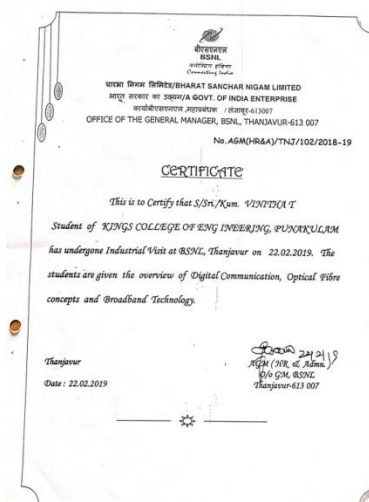 बीएसएनएल
BSNL
Connecting India
BHARAT SANCHAR NIGAM LIMITED
भारत सरकार का उद्यम/A GOVT. OF INDIA ENTERPRISE
OFFICE OF THE GENERAL MANAGER, BSNL, THANJAVUR-613 007
No.AGM(HR&A)/TNJ/102/2018-19
CERTIFICATE
This is to Certify that S/Sri./Kum. VINITHA T
Student of KINGS COLLEGE OF ENG INEERING, PUNAKULAM
has undergone Industrial Visit at BSNL, Thanjavur on 22.02.2019. The
students are given the overview of Digital Communication, Optical Fibre
concepts and Broadband Technology.
Thanjavur
AGM (HR & Admn.)
O/o GM, BSNL
Date : 22.02.2019
Thanjavur-613 007